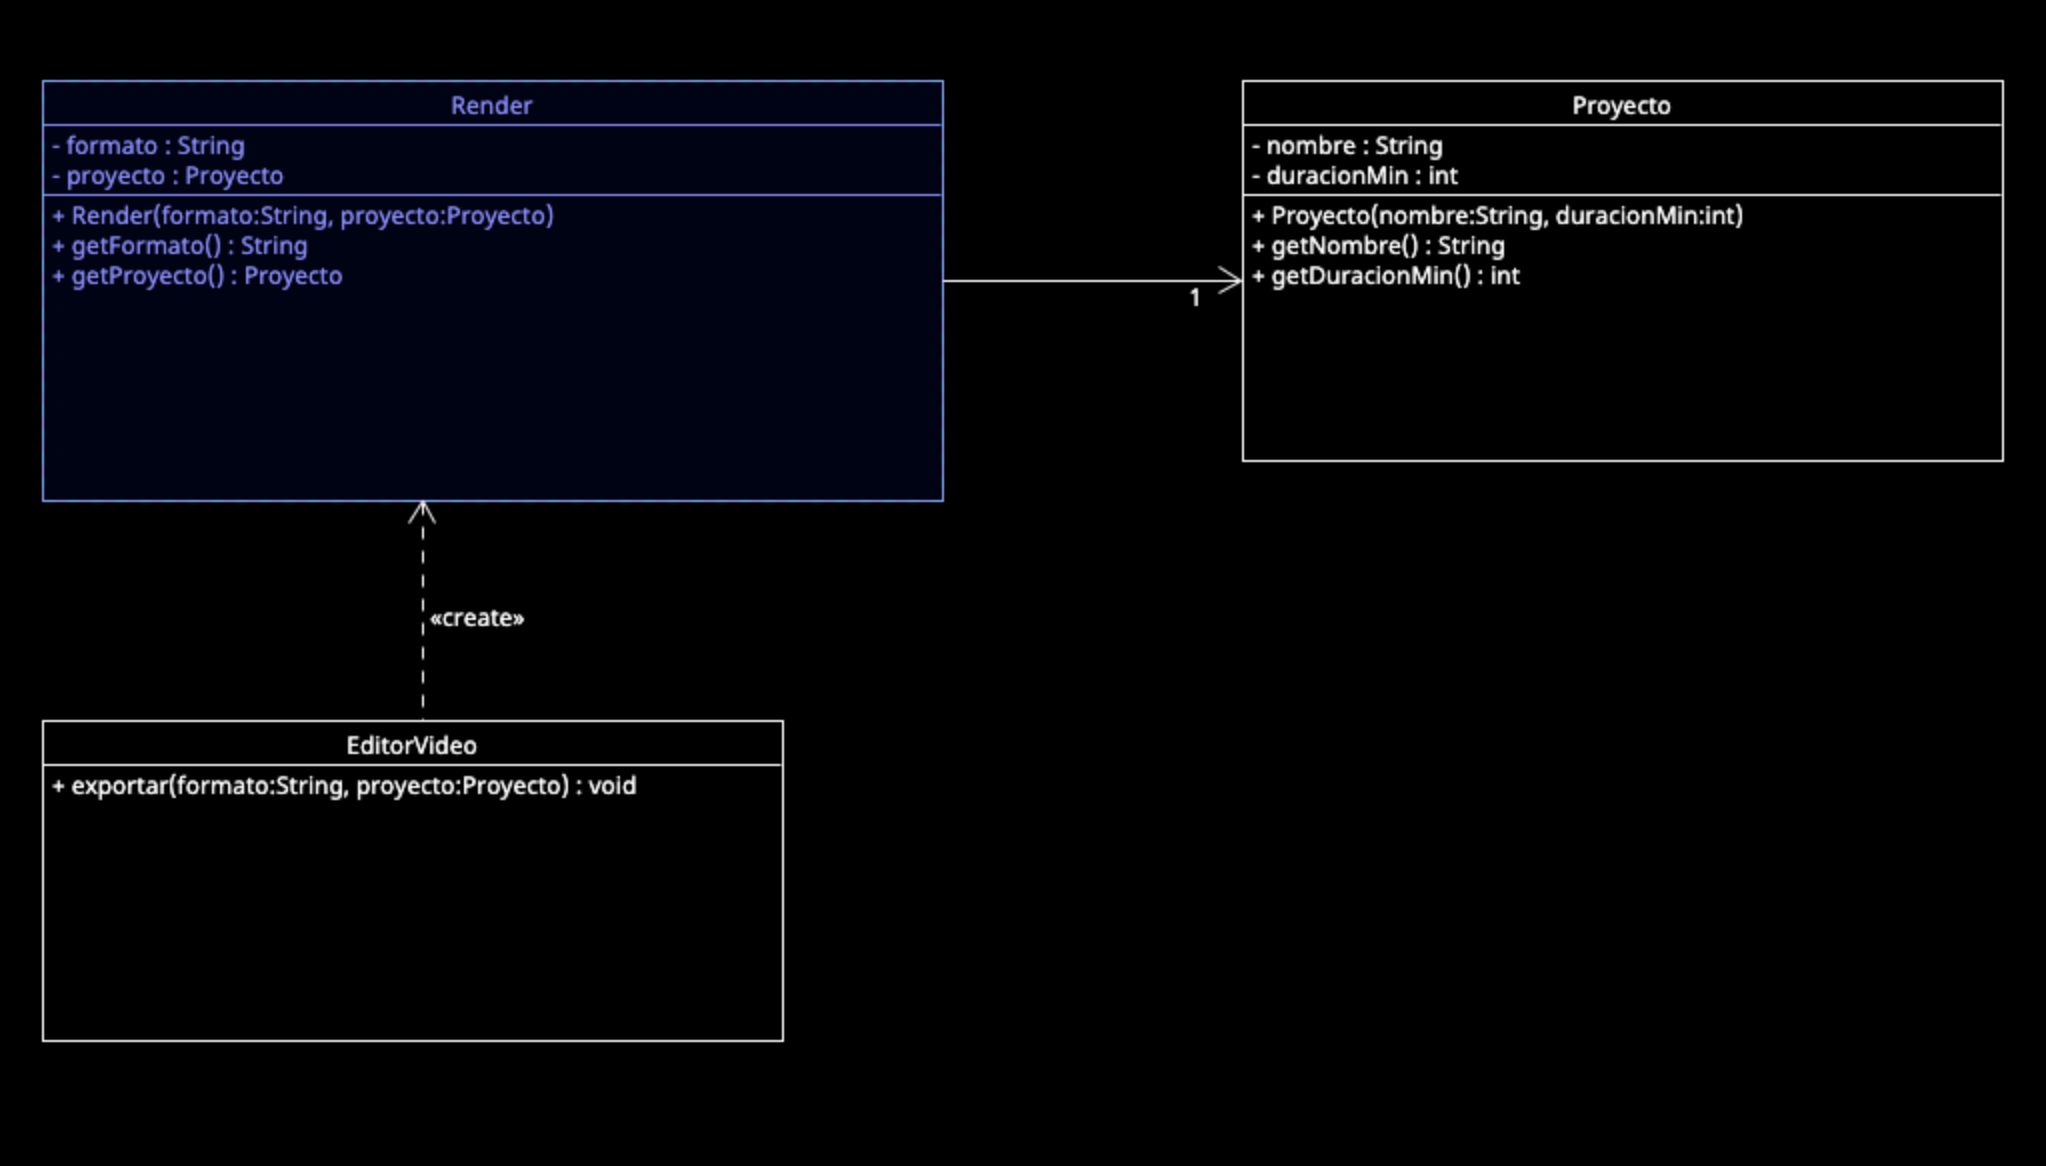 Render
- formato : String
- proyecto : Proyecto
+ Render(formato:String, proyecto:Proyecto)
+ getFormato() : String
+ getProyecto() : Proyecto
Proyecto
- nombre : String
- duracionMin : int
+ Proyecto(nombre:String, duracionMin:int)
+ getNombre() : String
+ getDuracionMin() : int
1
«create»
EditorVideo
+ exportar(formato:String, proyecto:Proyecto) : void